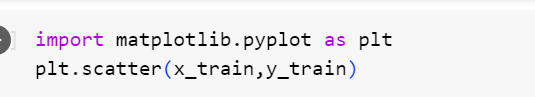 import matplotlib.pyplot as plt
plt.scatter(x_train,y_train)